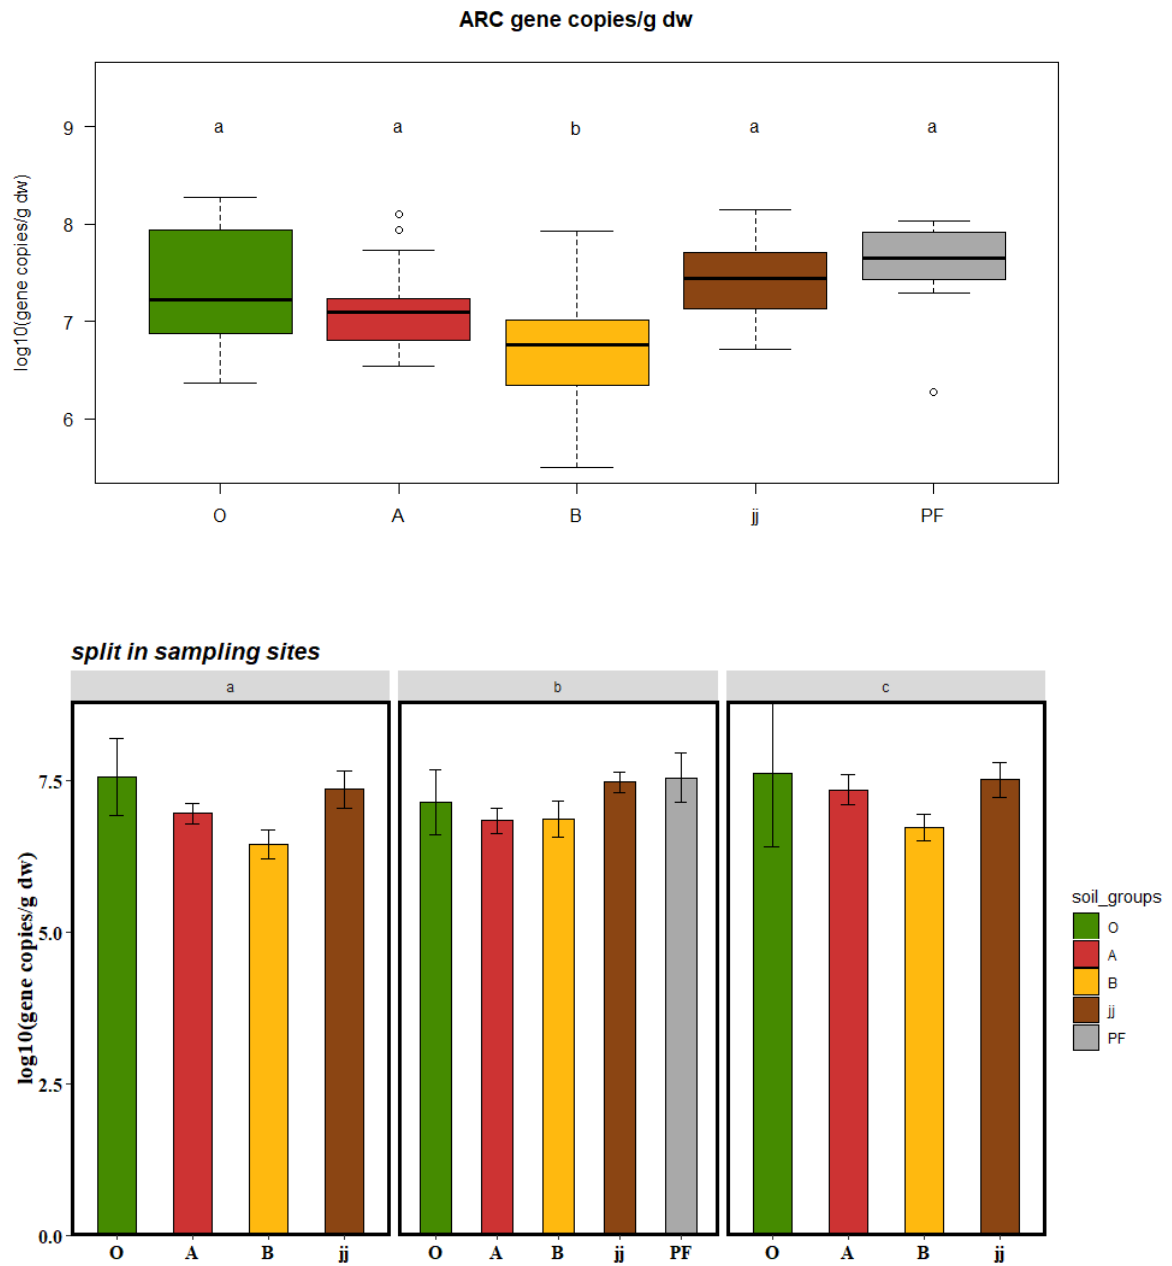 ARC gene copies/g dw
log10(gene copies/g dw)
9
8
7
6
a a b a a
O A B jj PF
split in sampling sites
a b c
log10(gene copies/g dw)
7.5
5.0
2.5
0.0
O A B jj O A B jj PF O A B jj
soil_groups
O
A
B
jj
PF